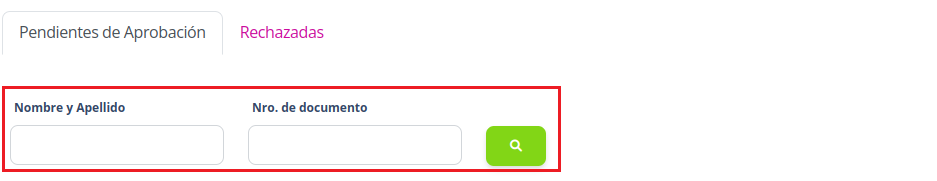 Pendientes de Aprobación Rechazadas
Nombre y Apellido Nro. de documento